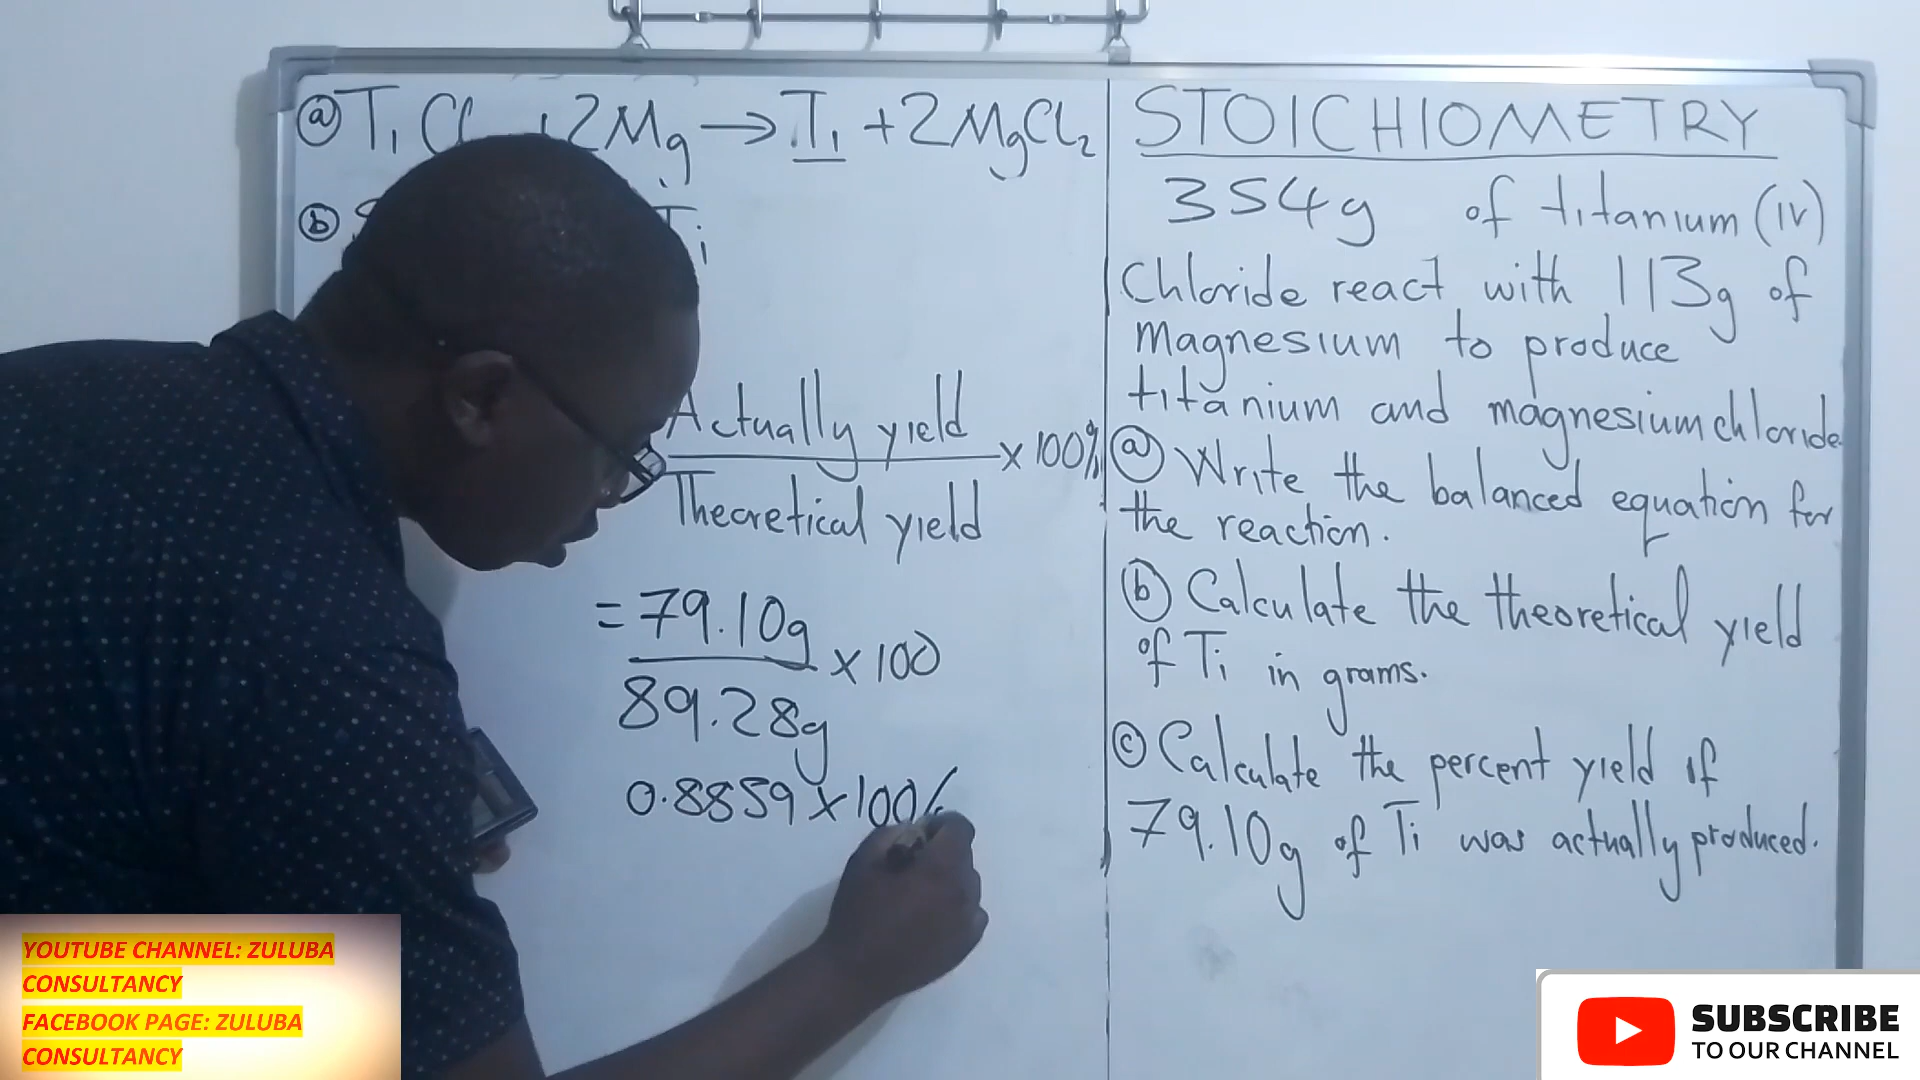 ⓐ TiCl + 2Mg → Ti + 2MgCl₂
ⓑ Ti
Actually yield
Theoretical yield
× 100%
= 79.10g
89.28g
× 100
0.8859 × 100%
STOICHIOMETRY
354g of titanium (IV)
Chloride react with 113g of
Magnesium to produce
titanium and magnesium chloride.
ⓐ Write the balanced equation for
the reaction.
ⓑ Calculate the theoretical yield
of Ti in grams.
ⓒ Calculate the percent yield if
79.10g of Ti was actually produced.
YOUTUBE CHANNEL: ZULUBA
CONSULTANCY
FACEBOOK PAGE: ZULUBA
CONSULTANCY
SUBSCRIBE
TO OUR CHANNEL